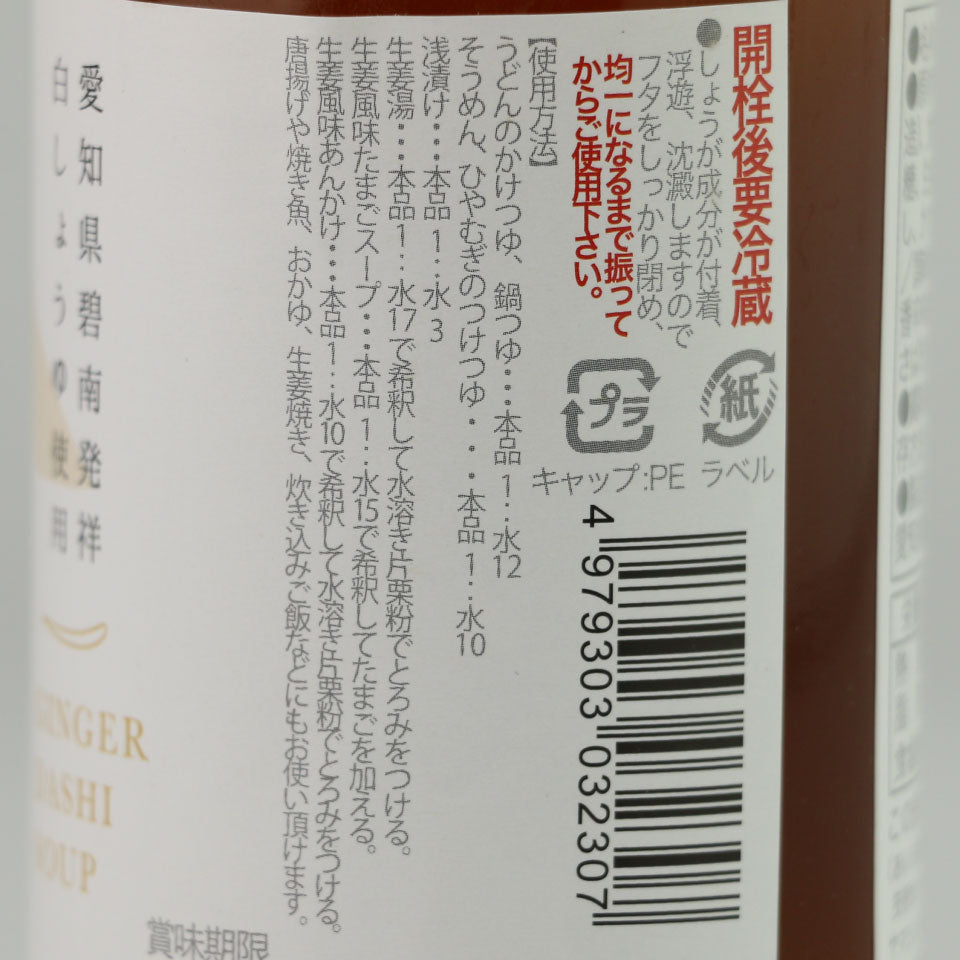 開栓後要冷蔵
●しょうが成分が付着、
浮遊、沈澱しますので
フタをしっかり閉め、
均一になるまで振って
からご使用下さい。
紙
ラベル
プラ
キャップ:PE
4 979303 032307
【使用方法】
うどんのかけつゆ、鍋つゆ…本品1:水12
そうめん、ひやむぎのつけつゆ・・・本品1:水10
浅漬け…本品1:水3
生姜湯…本品1:水17で希釈して水溶き片栗粉でとろみをつける。
生姜風味たまごスープ…本品1:水15で希釈してたまごを加える。
生姜風味あんかけ…本品1:水10で希釈して水溶き片栗粉でとろみをつける。
唐揚げや焼き魚、おかゆ、生姜焼き、炊き込みご飯などにもお使い頂けます。
賞味期限
愛知県碧南発祥
白しょうゆ使用
GINGER
DASHI
SOUP